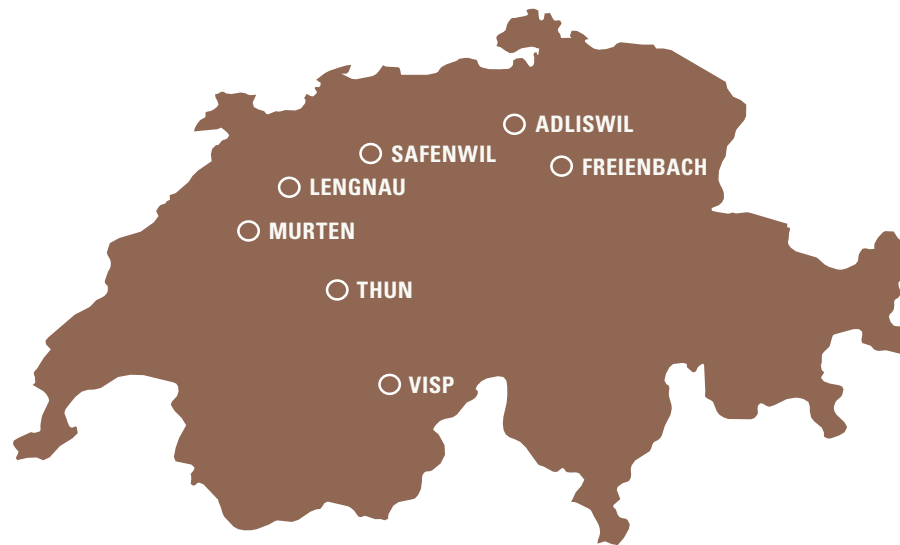 ADLISWIL
SAFENWIL
FREIENBACH
LENGNAU
MURTEN
THUN
VISP